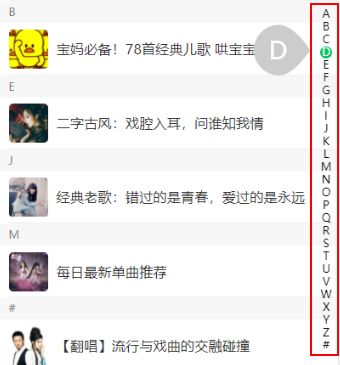 B
宝妈必备！78首经典儿歌 哄宝宝
D
E
二字古风：戏腔入耳，问谁知我情
J
经典老歌：错过的是青春，爱过的是永远
M
每日最新单曲推荐
#
【翻唱】流行与戏曲的交融碰撞
A
B
C
D
E
F
G
H
I
J
K
L
M
N
O
P
Q
R
S
T
U
V
W
X
Y
Z
#